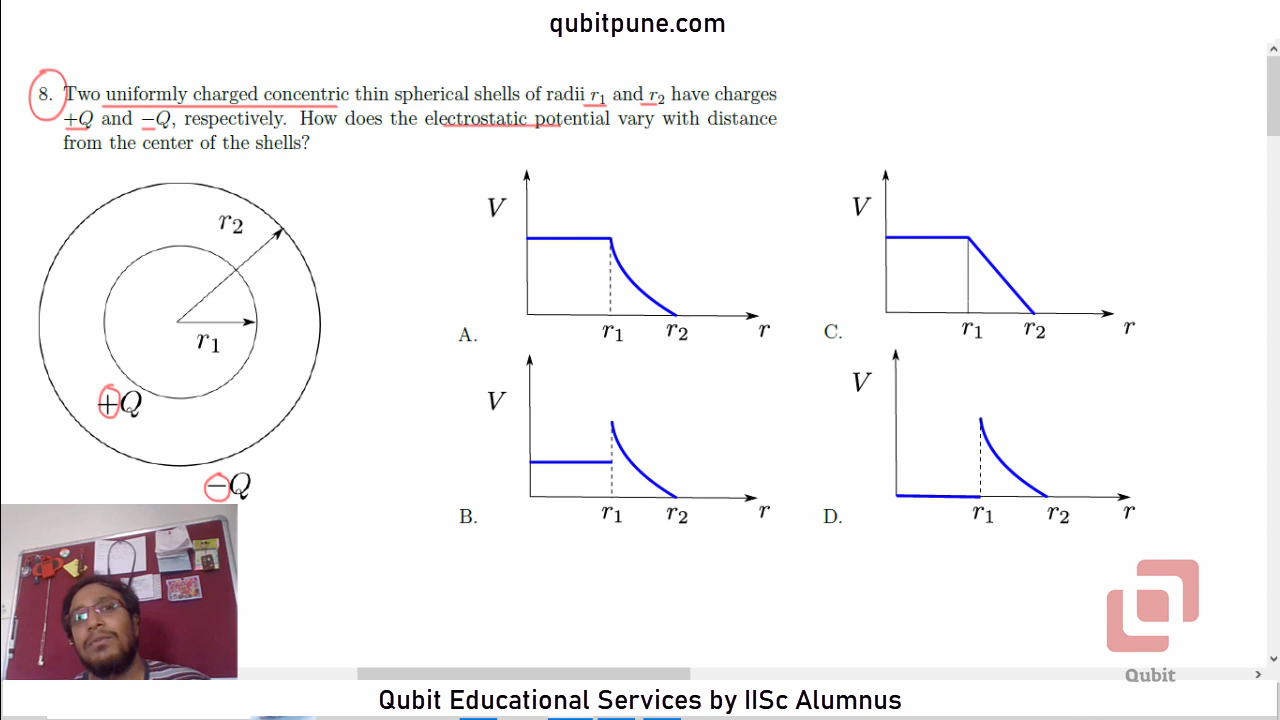 qubitpune.com
8. Two uniformly charged concentric thin spherical shells of radii r₁ and r₂ have charges
+Q and −Q, respectively. How does the electrostatic potential vary with distance
from the center of the shells?
r₂
r₁
+Q
−Q
V
A.
r₁
r₂
r
V
C.
r₁
r₂
r
V
B.
r₁
r₂
r
V
D.
r₁
r₂
r
Qubit
Qubit Educational Services by IISc Alumnus